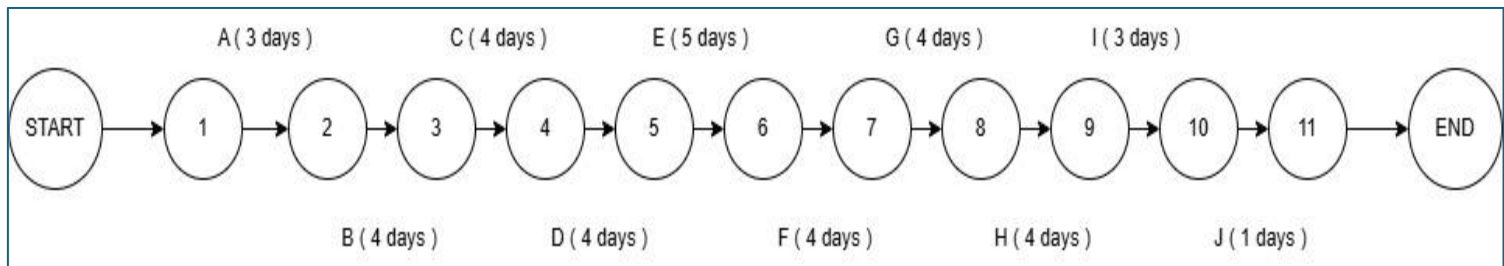 A ( 3 days )
C ( 4 days )
E ( 5 days )
G ( 4 days )
I ( 3 days )
START
1
2
3
4
5
6
7
8
9
10
11
END
B ( 4 days )
D ( 4 days )
F ( 4 days )
H ( 4 days )
J ( 1 days )